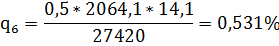 q₆ = 0,5 * 2064,1 * 14,1 / 27420 = 0,531%